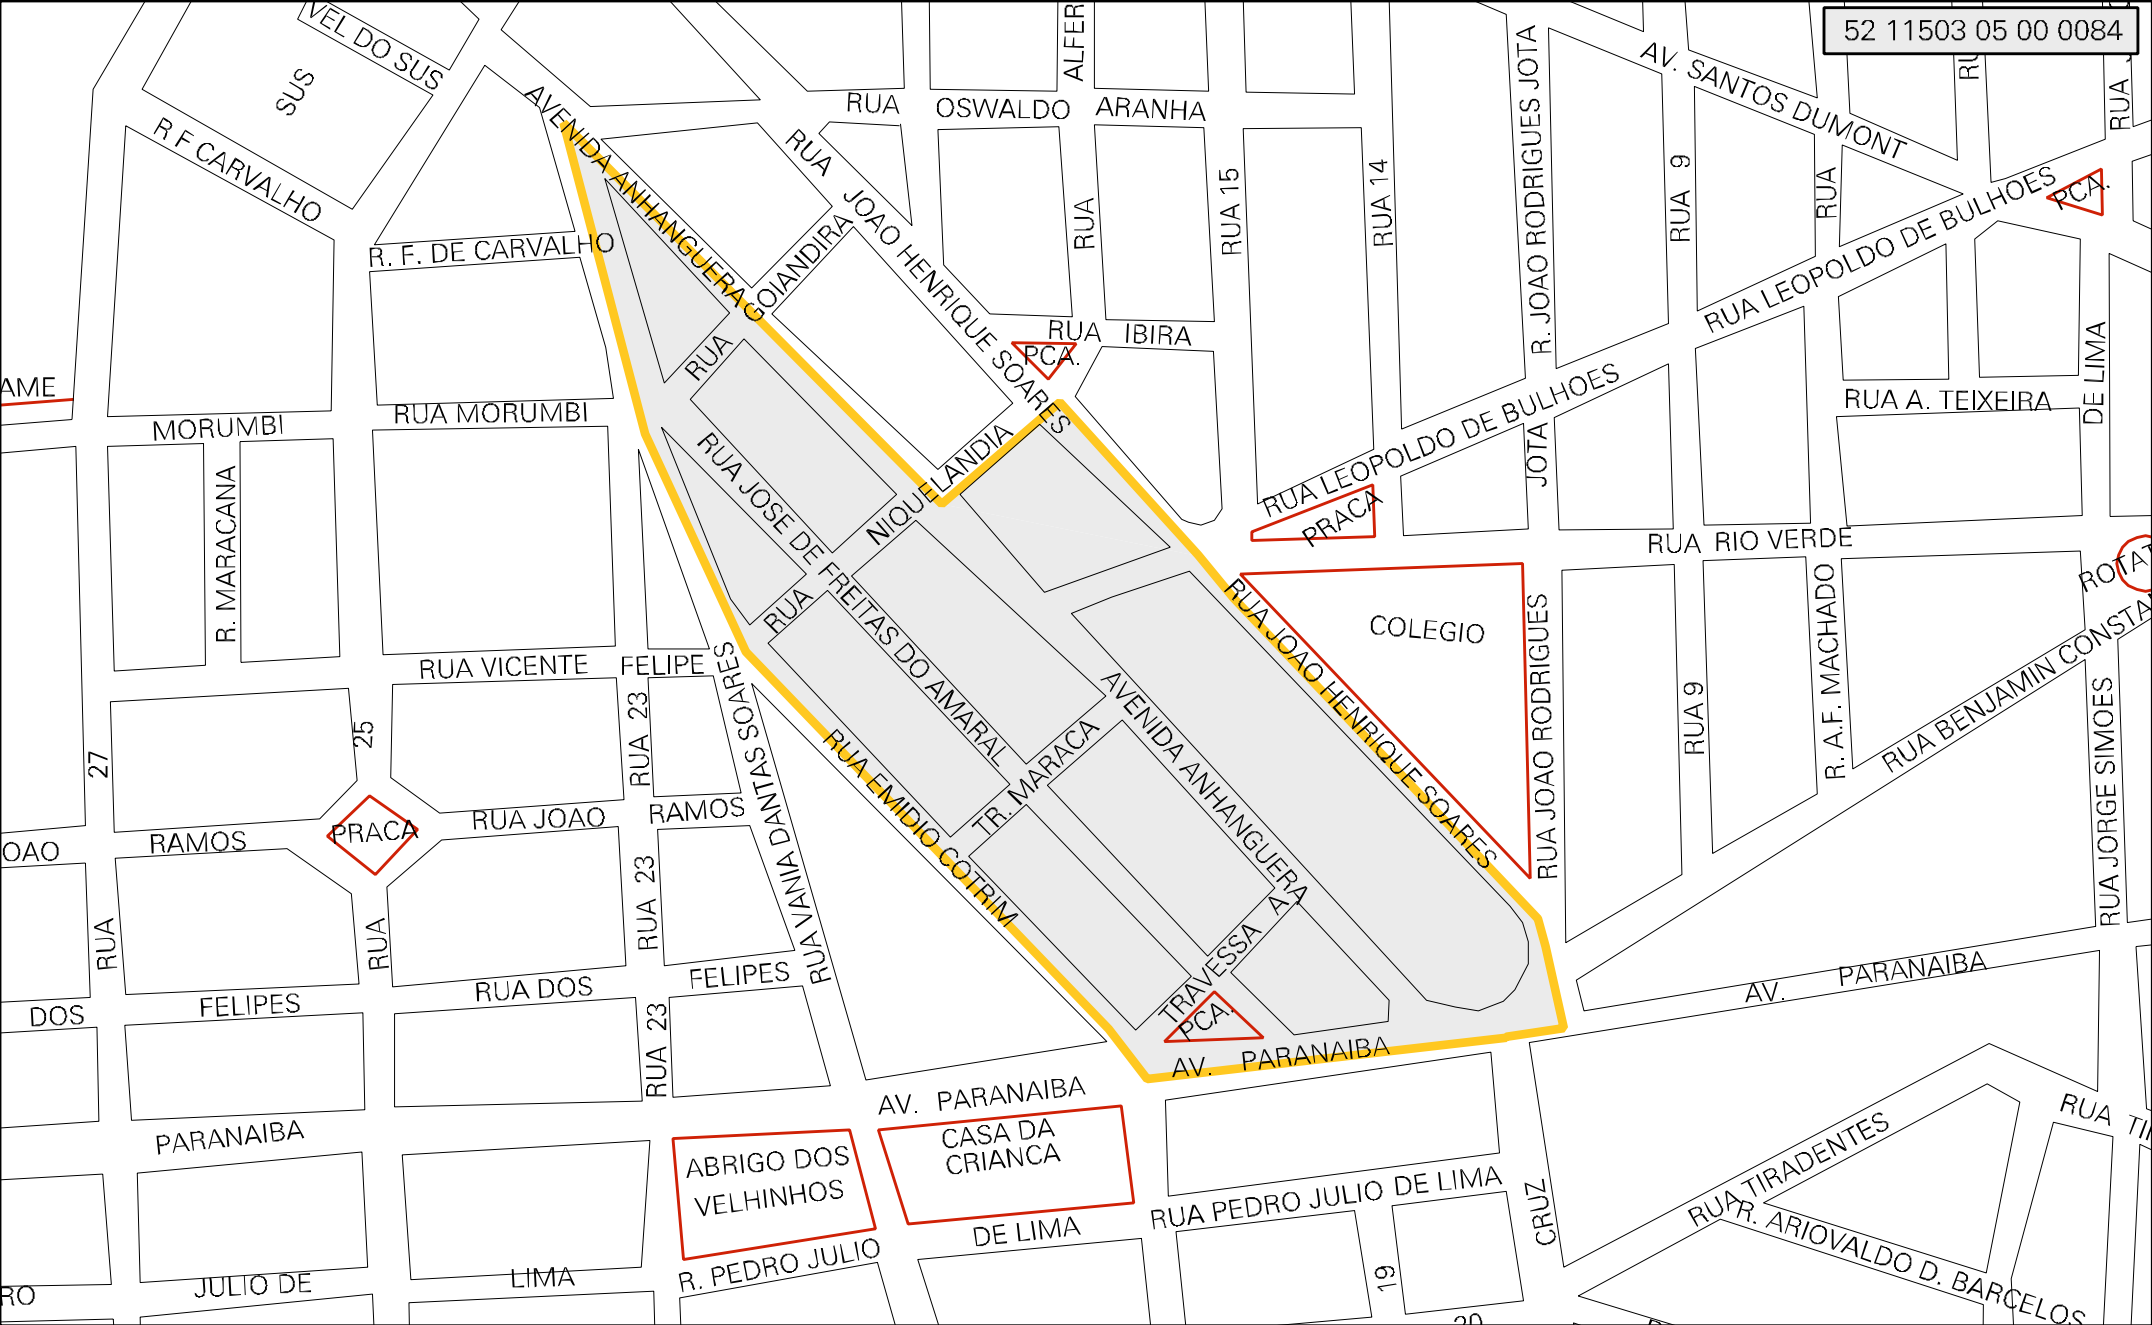 52 11503 05 00 0084
VEL DO SUS
SUS
R F CARVALHO
R. F. DE CARVALHO
AVENIDA ANHANGUERA
RUA OSWALDO ARANHA
ALFER
RUA
RUA JOAO HENRIQUE SOARES
RUA GOIANDIRA
RUA 15
RUA 14
R. JOAO RODRIGUES JOTA
RUA 9
AV. SANTOS DUMONT
RUA
RUA
RUA LEOPOLDO DE BULHOES
PCA.
RUA IBIRA
PCA.
AME
MORUMBI
RUA MORUMBI
RUA A. TEIXEIRA
DE LIMA
RUA LEOPOLDO DE BULHOES
JOTA
PRACA
R. MARACANA
RUA JOSE DE FREITAS DO AMARAL
RUA NIQUELANDIA
RUA RIO VERDE
ROTAT
COLEGIO
RUA JOAO HENRIQUE SOARES
RUA JOAO RODRIGUES
R. A.F. MACHADO
RUA BENJAMIN CONSTA
RUA VICENTE FELIPE
RUA 23
25
27
RUA VANIA DANTAS SOARES
RUA EMIDIO COTRIM
TR. MARACA
AVENIDA ANHANGUERA
RUA 9
RUA JORGE SIMOES
PRACA
OAO
RAMOS
RUA JOAO RAMOS
RUA 23
RUA
RUA
TRAVESSA A
PCA.
DOS
FELIPES
RUA DOS FELIPES
RUA 23
AV. PARANAIBA
AV. PARANAIBA
AV. PARANAIBA
PARANAIBA
ABRIGO DOS
VELHINHOS
CASA DA
CRIANCA
RUA PEDRO JULIO DE LIMA
CRUZ
RUA TIRADENTES
RUA TI
R. ARIOVALDO D. BARCELOS
RO
JULIO DE
LIMA
R. PEDRO JULIO
DE LIMA
19
20